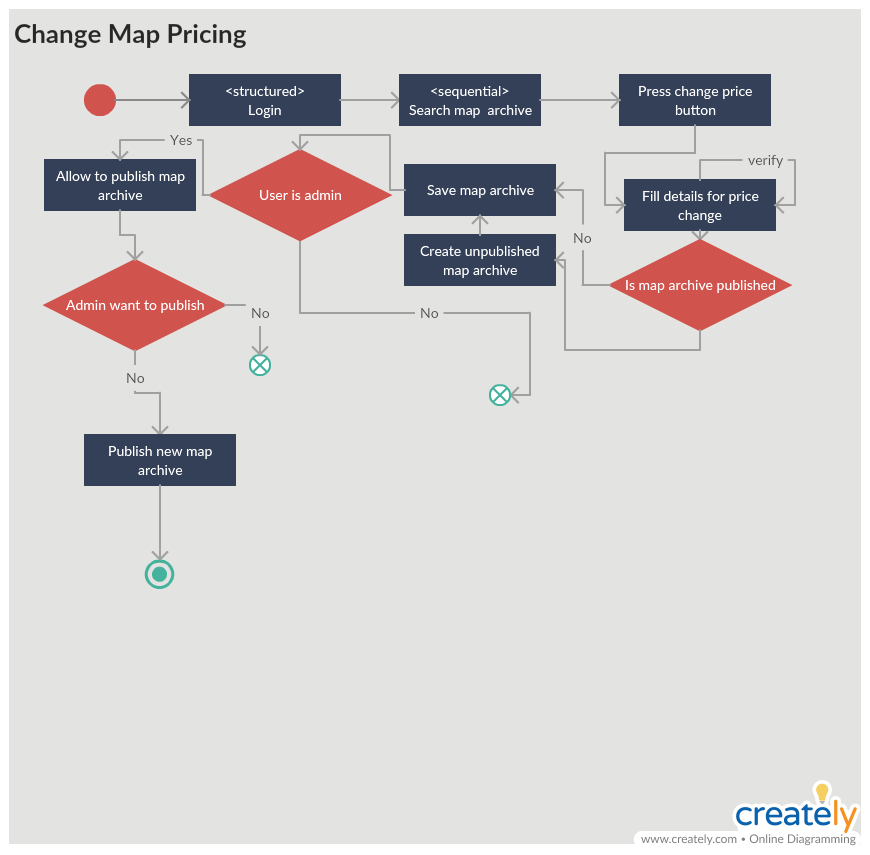 Change Map Pricing
<structured>
Login
<sequential>
Search map archive
Press change price
button
Yes
Allow to publish map
archive
User is admin
Save map archive
verify
Fill details for price
change
No
Create unpublished
map archive
Is map archive published
Admin want to publish
No
No
No
Publish new map
archive
creately
www.creately.com • Online Diagramming